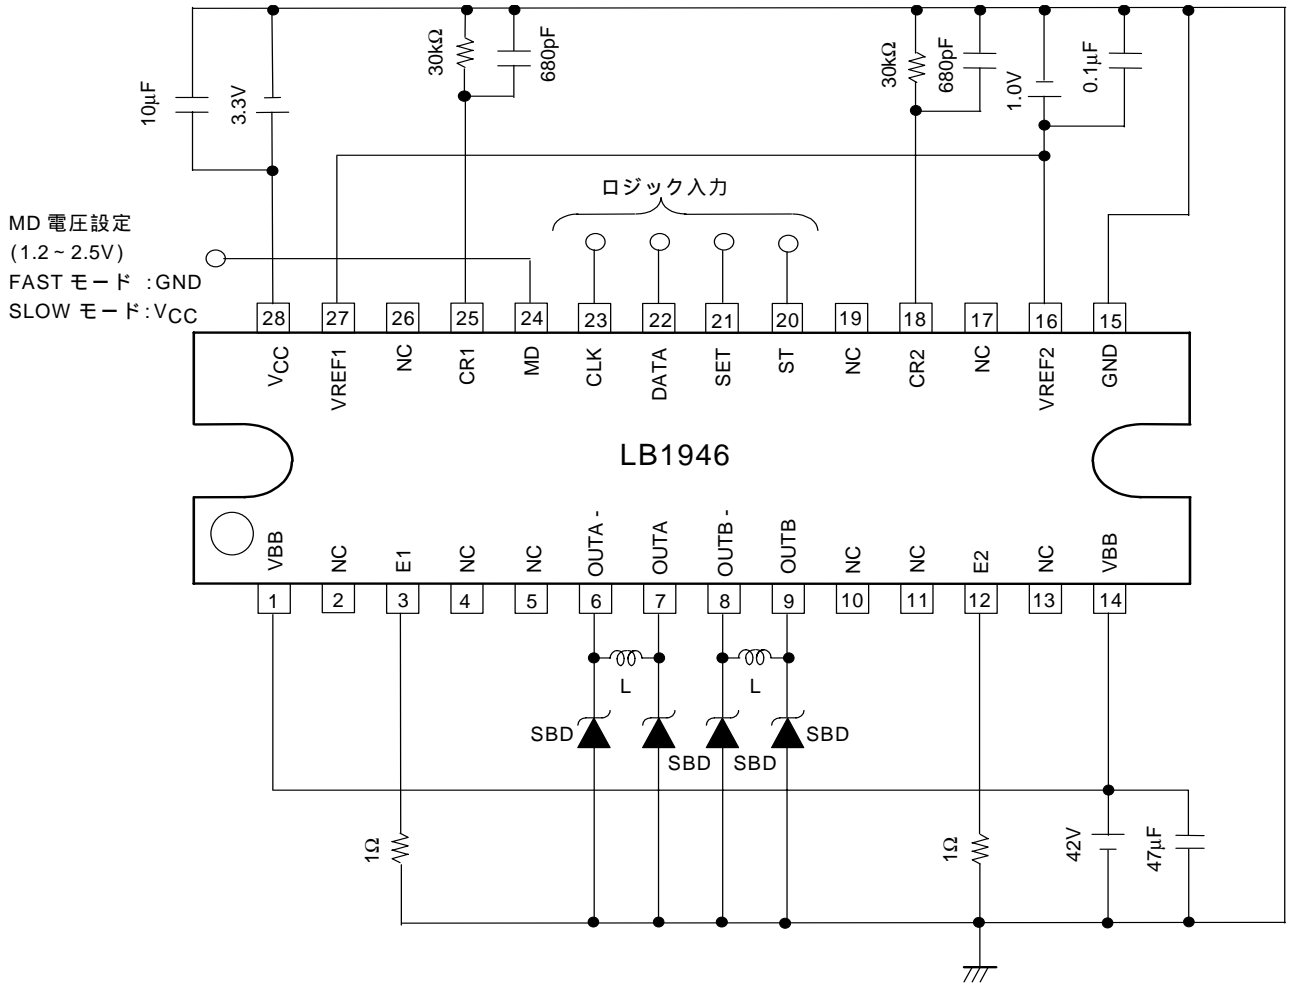 10μF
3.3V
30kΩ
680pF
30kΩ
680pF
1.0V
0.1μF
ロジック入力
MD 電圧設定
(1.2~2.5V)
FAST モード :GND
SLOW モード:VCC
28 27 26 25 24 23 22 21 20 19 18 17 16 15
VCC VREF1 NC CR1 MD CLK DATA SET ST NC CR2 NC VREF2 GND
LB1946
VBB NC E1 NC NC OUTA - OUTA OUTB - OUTB NC NC E2 NC VBB
1 2 3 4 5 6 7 8 9 10 11 12 13 14
L
L
SBD
SBD
SBD
SBD
1Ω
1Ω
42V
47μF